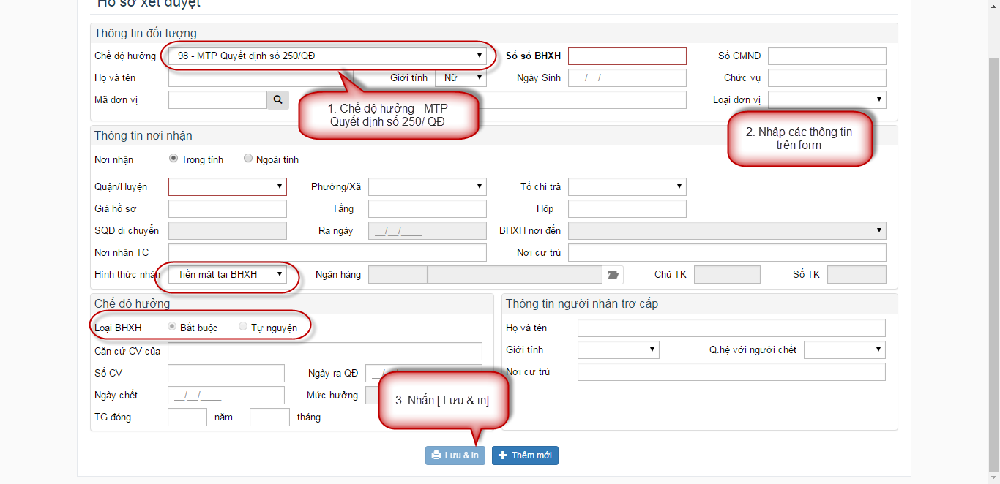 Hồ sơ xét duyệt
Thông tin đối tượng
Chế độ hưởng 98 - MTP Quyết định số 250/QĐ Số sổ BHXH Số CMND
Họ và tên Giới tính Nữ Ngày Sinh __/__/____ Chức vụ
Mã đơn vị Loại đơn vị
1. Chế độ hưởng - MTP
Quyết định số 250/ QĐ
2. Nhập các thông tin
trên form
Thông tin nơi nhận
Nơi nhận Trong tỉnh Ngoài tỉnh
Quận/Huyện Phường/Xã Tổ chi trả
Giá hồ sơ Tầng Hộp
SQĐ di chuyển Ra ngày __/__/____ BHXH nơi đến
Nơi nhận TC Nơi cư trú
Hình thức nhận Tiền mặt tại BHXH Ngân hàng Chủ TK Số TK
Chế độ hưởng
Loại BHXH Bắt buộc Tự nguyện
Căn cứ CV của
Số CV Ngày ra QĐ
Ngày chết __/__/____ Mức hưởng
TG đóng năm tháng
Thông tin người nhận trợ cấp
Họ và tên
Giới tính Q.hệ với người chết
Nơi cư trú
3. Nhấn [ Lưu & in]
Lưu & in Thêm mới